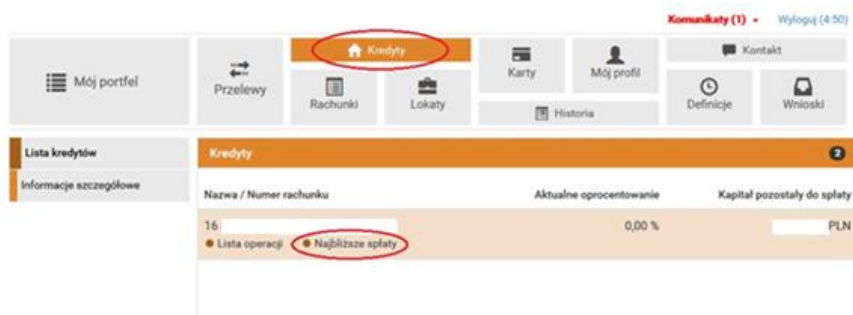 Komunikaty (1) Wyloguj (4:50)
Mój portfel
Przelewy
Kredyty
Rachunki
Lokaty
Karty
Mój profil
Historia
Kontakt
Definicje
Wnioski
Lista kredytów
Informacje szczegółowe
Kredyty 2
Nazwa / Numer rachunku Aktualne oprocentowanie Kapitał pozostały do spłaty
16 0,00 % PLN
Lista operacji Najbliższe spłaty